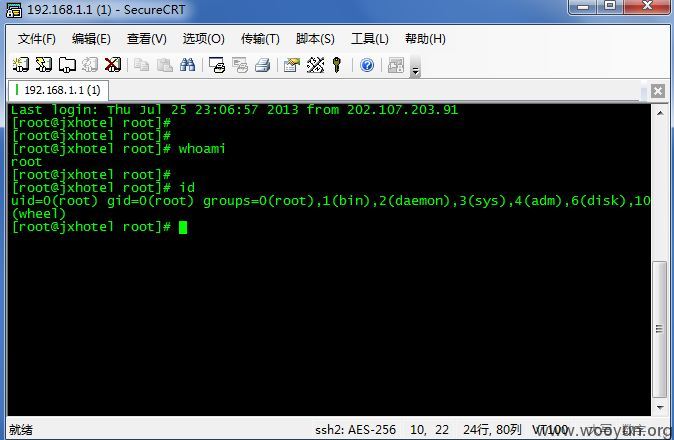 192.168.1.1 (1) - SecureCRT
文件(F) 编辑(E) 查看(V) 选项(O) 传输(T) 脚本(S) 工具(L) 帮助(H)
192.168.1.1 (1)
Last login: Thu Jul 25 23:06:57 2013 from 202.107.203.91
[root@jxhotel root]#
[root@jxhotel root]#
[root@jxhotel root]# whoami
root
[root@jxhotel root]#
[root@jxhotel root]# id
uid=0(root) gid=0(root) groups=0(root),1(bin),2(daemon),3(sys),4(adm),6(disk),10
(wheel)
[root@jxhotel root]#
就绪 ssh2: AES-256 10, 22 24行, 80列 VT100
www.wooyun.org